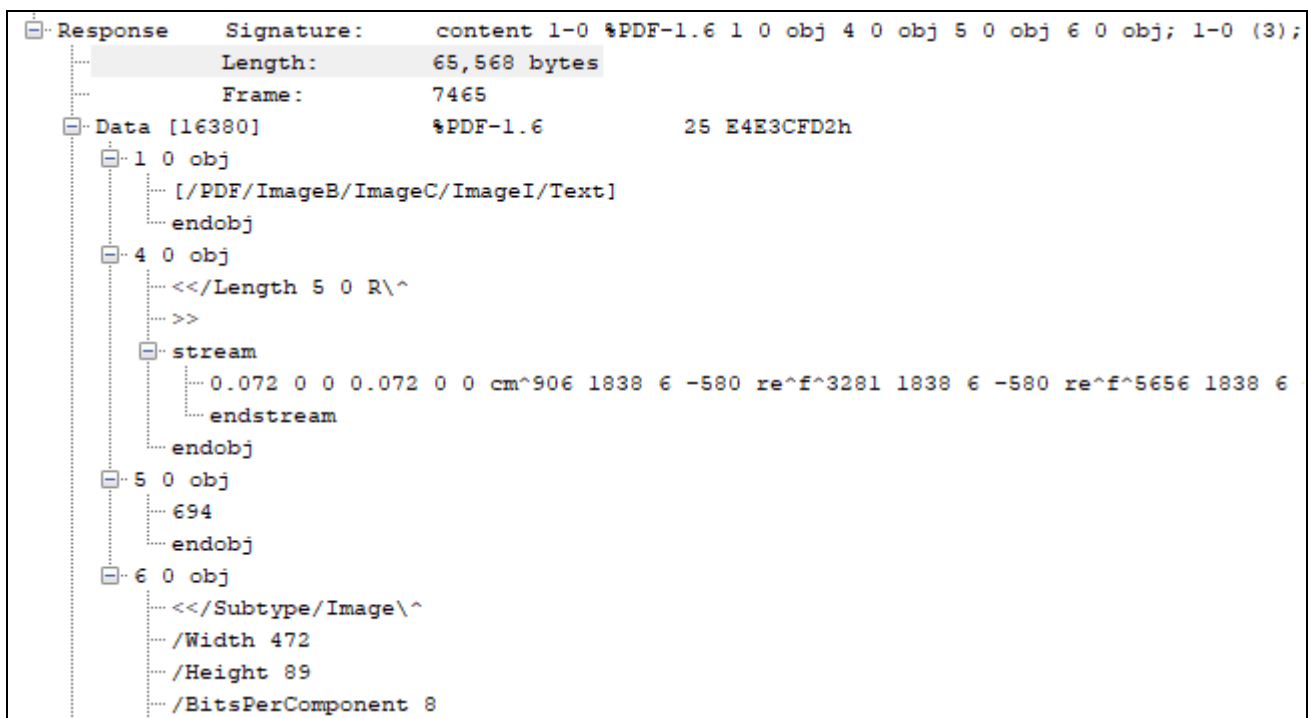 Response Signature: content 1-0 %PDF-1.6 1 0 obj 4 0 obj 5 0 obj 6 0 obj; 1-0 (3);
Length: 65,568 bytes
Frame: 7465
Data [16380] %PDF-1.6 25 E4E3CFD2h
1 0 obj
[/PDF/ImageB/ImageC/ImageI/Text]
endobj
4 0 obj
<</Length 5 0 R\^
>>
stream
0.072 0 0 0.072 0 0 cm^906 1838 6 -580 re^f^3281 1838 6 -580 re^f^5656 1838 6
endstream
endobj
5 0 obj
694
endobj
6 0 obj
<</Subtype/Image\^
/Width 472
/Height 89
/BitsPerComponent 8